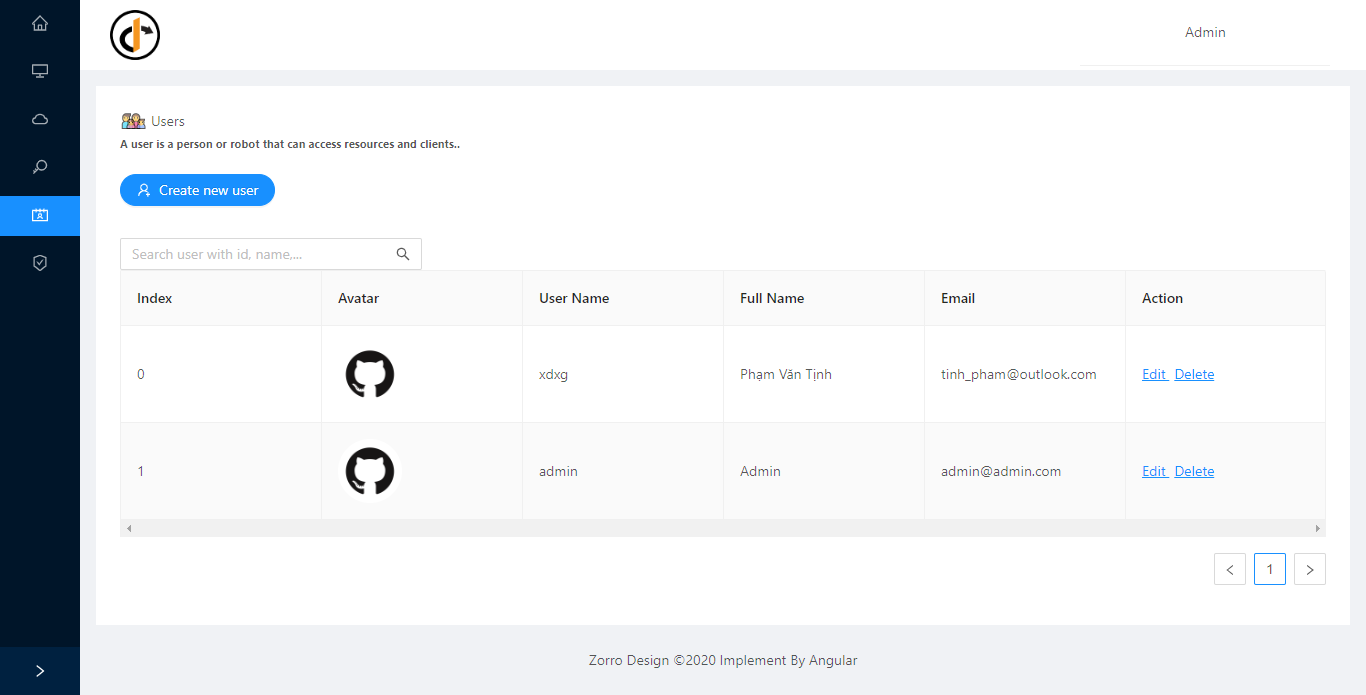 Admin
Users
A user is a person or robot that can access resources and clients..
Create new user
Search user with id, name,...
Index Avatar User Name Full Name Email Action
0 xdxg Phạm Văn Tịnh tinh_pham@outlook.com Edit Delete
1 admin Admin admin@admin.com Edit Delete
< 1 >
Zorro Design ©2020 Implement By Angular